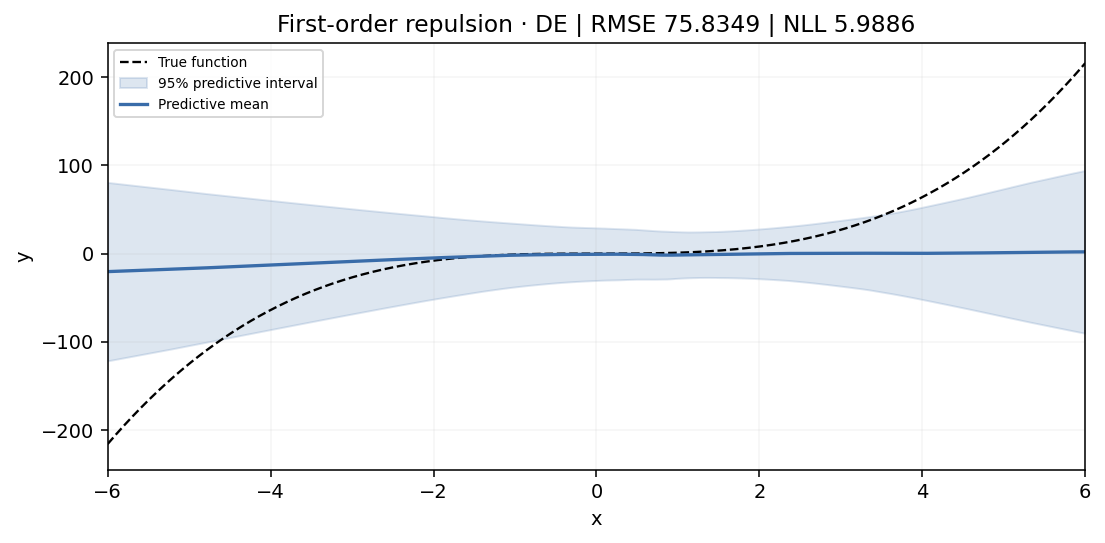 First-order repulsion · DE | RMSE 75.8349 | NLL 5.9886
True function
95% predictive interval
Predictive mean
y
200
100
0
−100
−200
−6 −4 −2 0 2 4 6
x